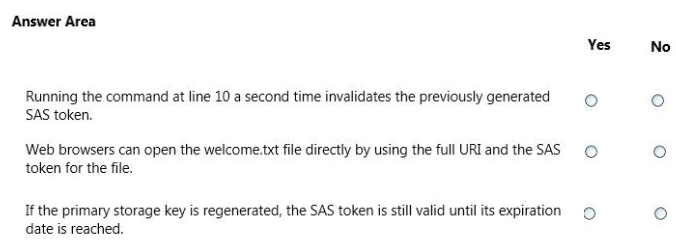 Answer Area
Yes No
Running the command at line 10 a second time invalidates the previously generated
SAS token.
Web browsers can open the welcome.txt file directly by using the full URI and the SAS
token for the file.
If the primary storage key is regenerated, the SAS token is still valid until its expiration
date is reached.